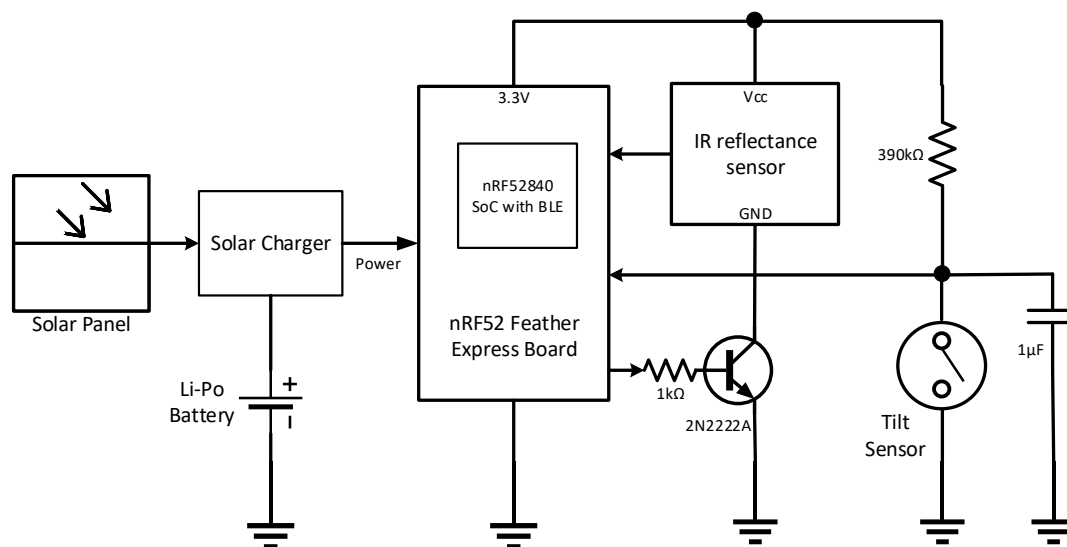 3.3V
Vcc
IR reflectance
sensor
GND
390kΩ
nRF52840
SoC with BLE
Solar Charger
Power
Solar Panel
nRF52 Feather
Express Board
Li-Po
Battery
+
−
1kΩ
2N2222A
1µF
Tilt
Sensor